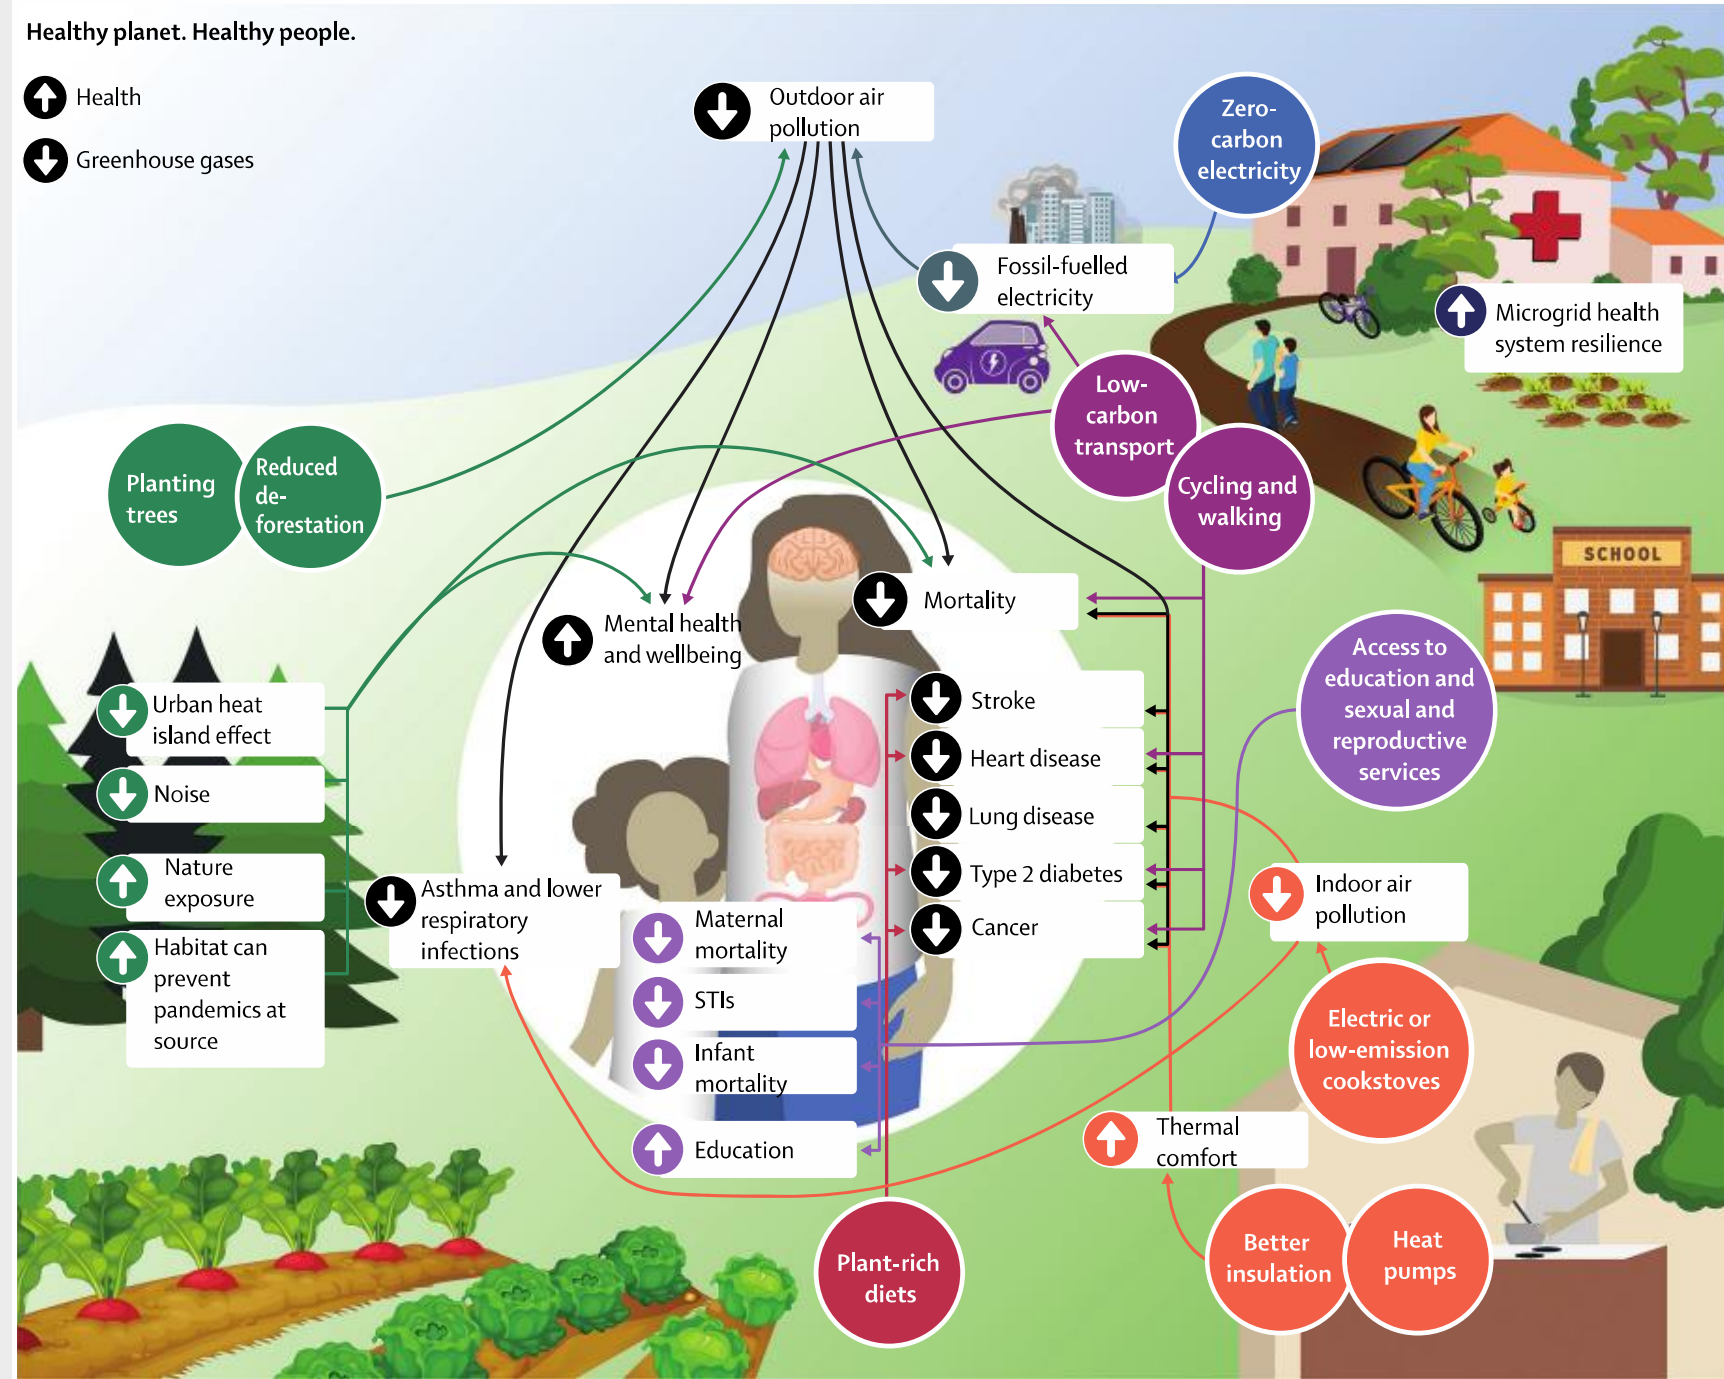 Healthy planet. Healthy people.
Health
Greenhouse gases
Outdoor air
pollution
Zero-
carbon
electricity
Fossil-fuelled
electricity
Microgrid health
system resilience
Low-
carbon
transport
Cycling and
walking
Planting
trees
Reduced
de-
forestation
SCHOOL
Mortality
Mental health
and wellbeing
Access to
education and
sexual and
reproductive
services
Urban heat
island effect
Noise
Nature
exposure
Habitat can
prevent
pandemics at
source
Stroke
Heart disease
Lung disease
Type 2 diabetes
Cancer
Asthma and lower
respiratory
infections
Maternal
mortality
STIs
Infant
mortality
Education
Indoor air
pollution
Electric or
low-emission
cookstoves
Thermal
comfort
Plant-rich
diets
Better
insulation
Heat
pumps